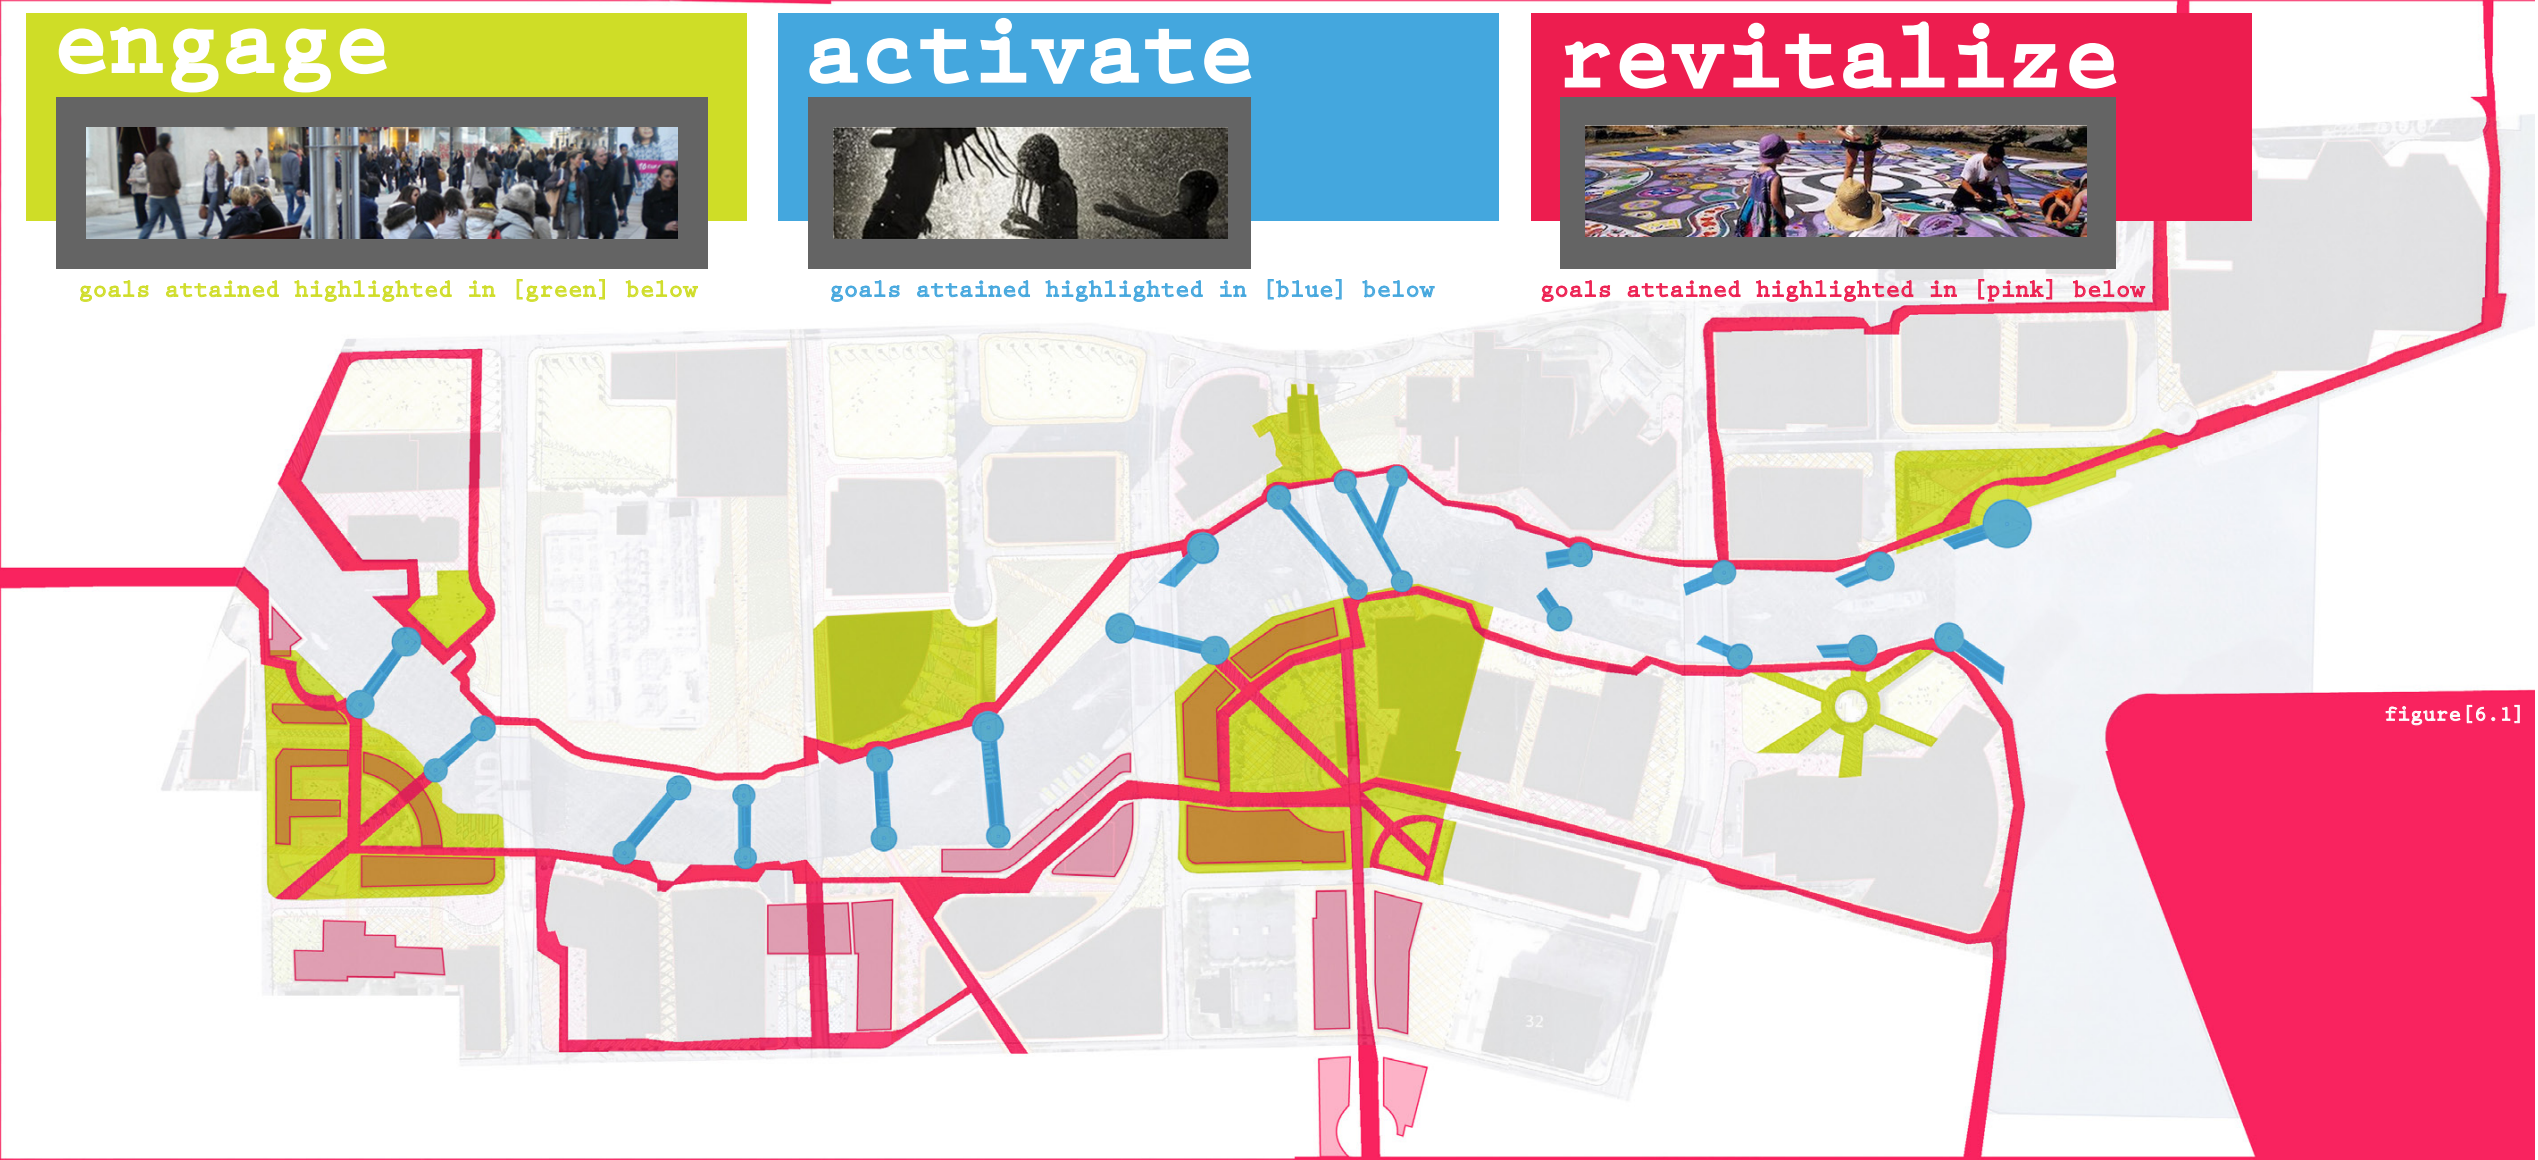 engage
activate
revitalize
goals attained highlighted in [green] below
goals attained highlighted in [blue] below
goals attained highlighted in [pink] below
figure[6.1]
32